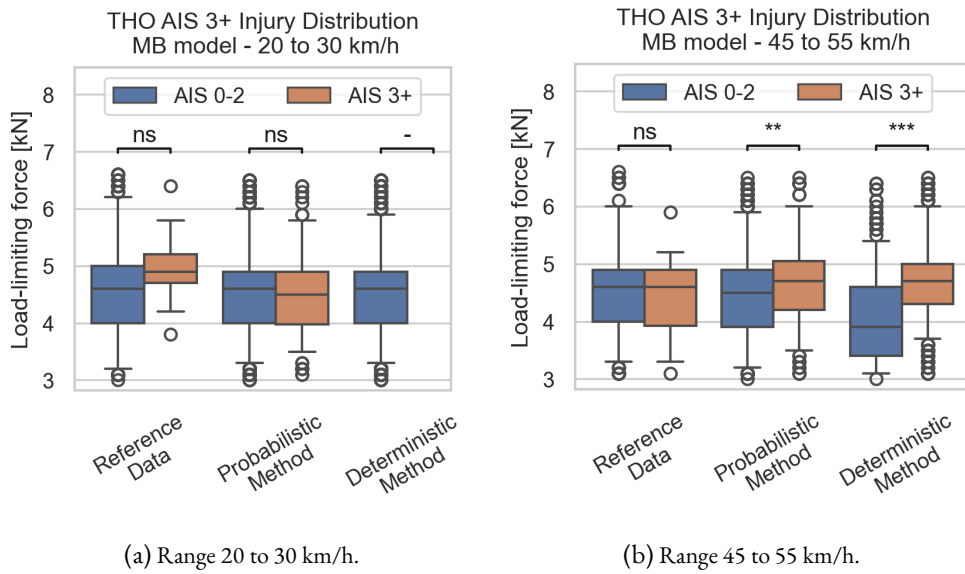 THO AIS 3+ Injury Distribution
MB model - 20 to 30 km/h
AIS 0-2
AIS 3+
ns
ns
-
Load-limiting force [kN]
8
7
6
5
4
3
Reference
Data
Probabilistic
Method
Deterministic
Method
(a) Range 20 to 30 km/h.
THO AIS 3+ Injury Distribution
MB model - 45 to 55 km/h
AIS 0-2
AIS 3+
ns
**
***
Load-limiting force [kN]
8
7
6
5
4
3
Reference
Data
Probabilistic
Method
Deterministic
Method
(b) Range 45 to 55 km/h.